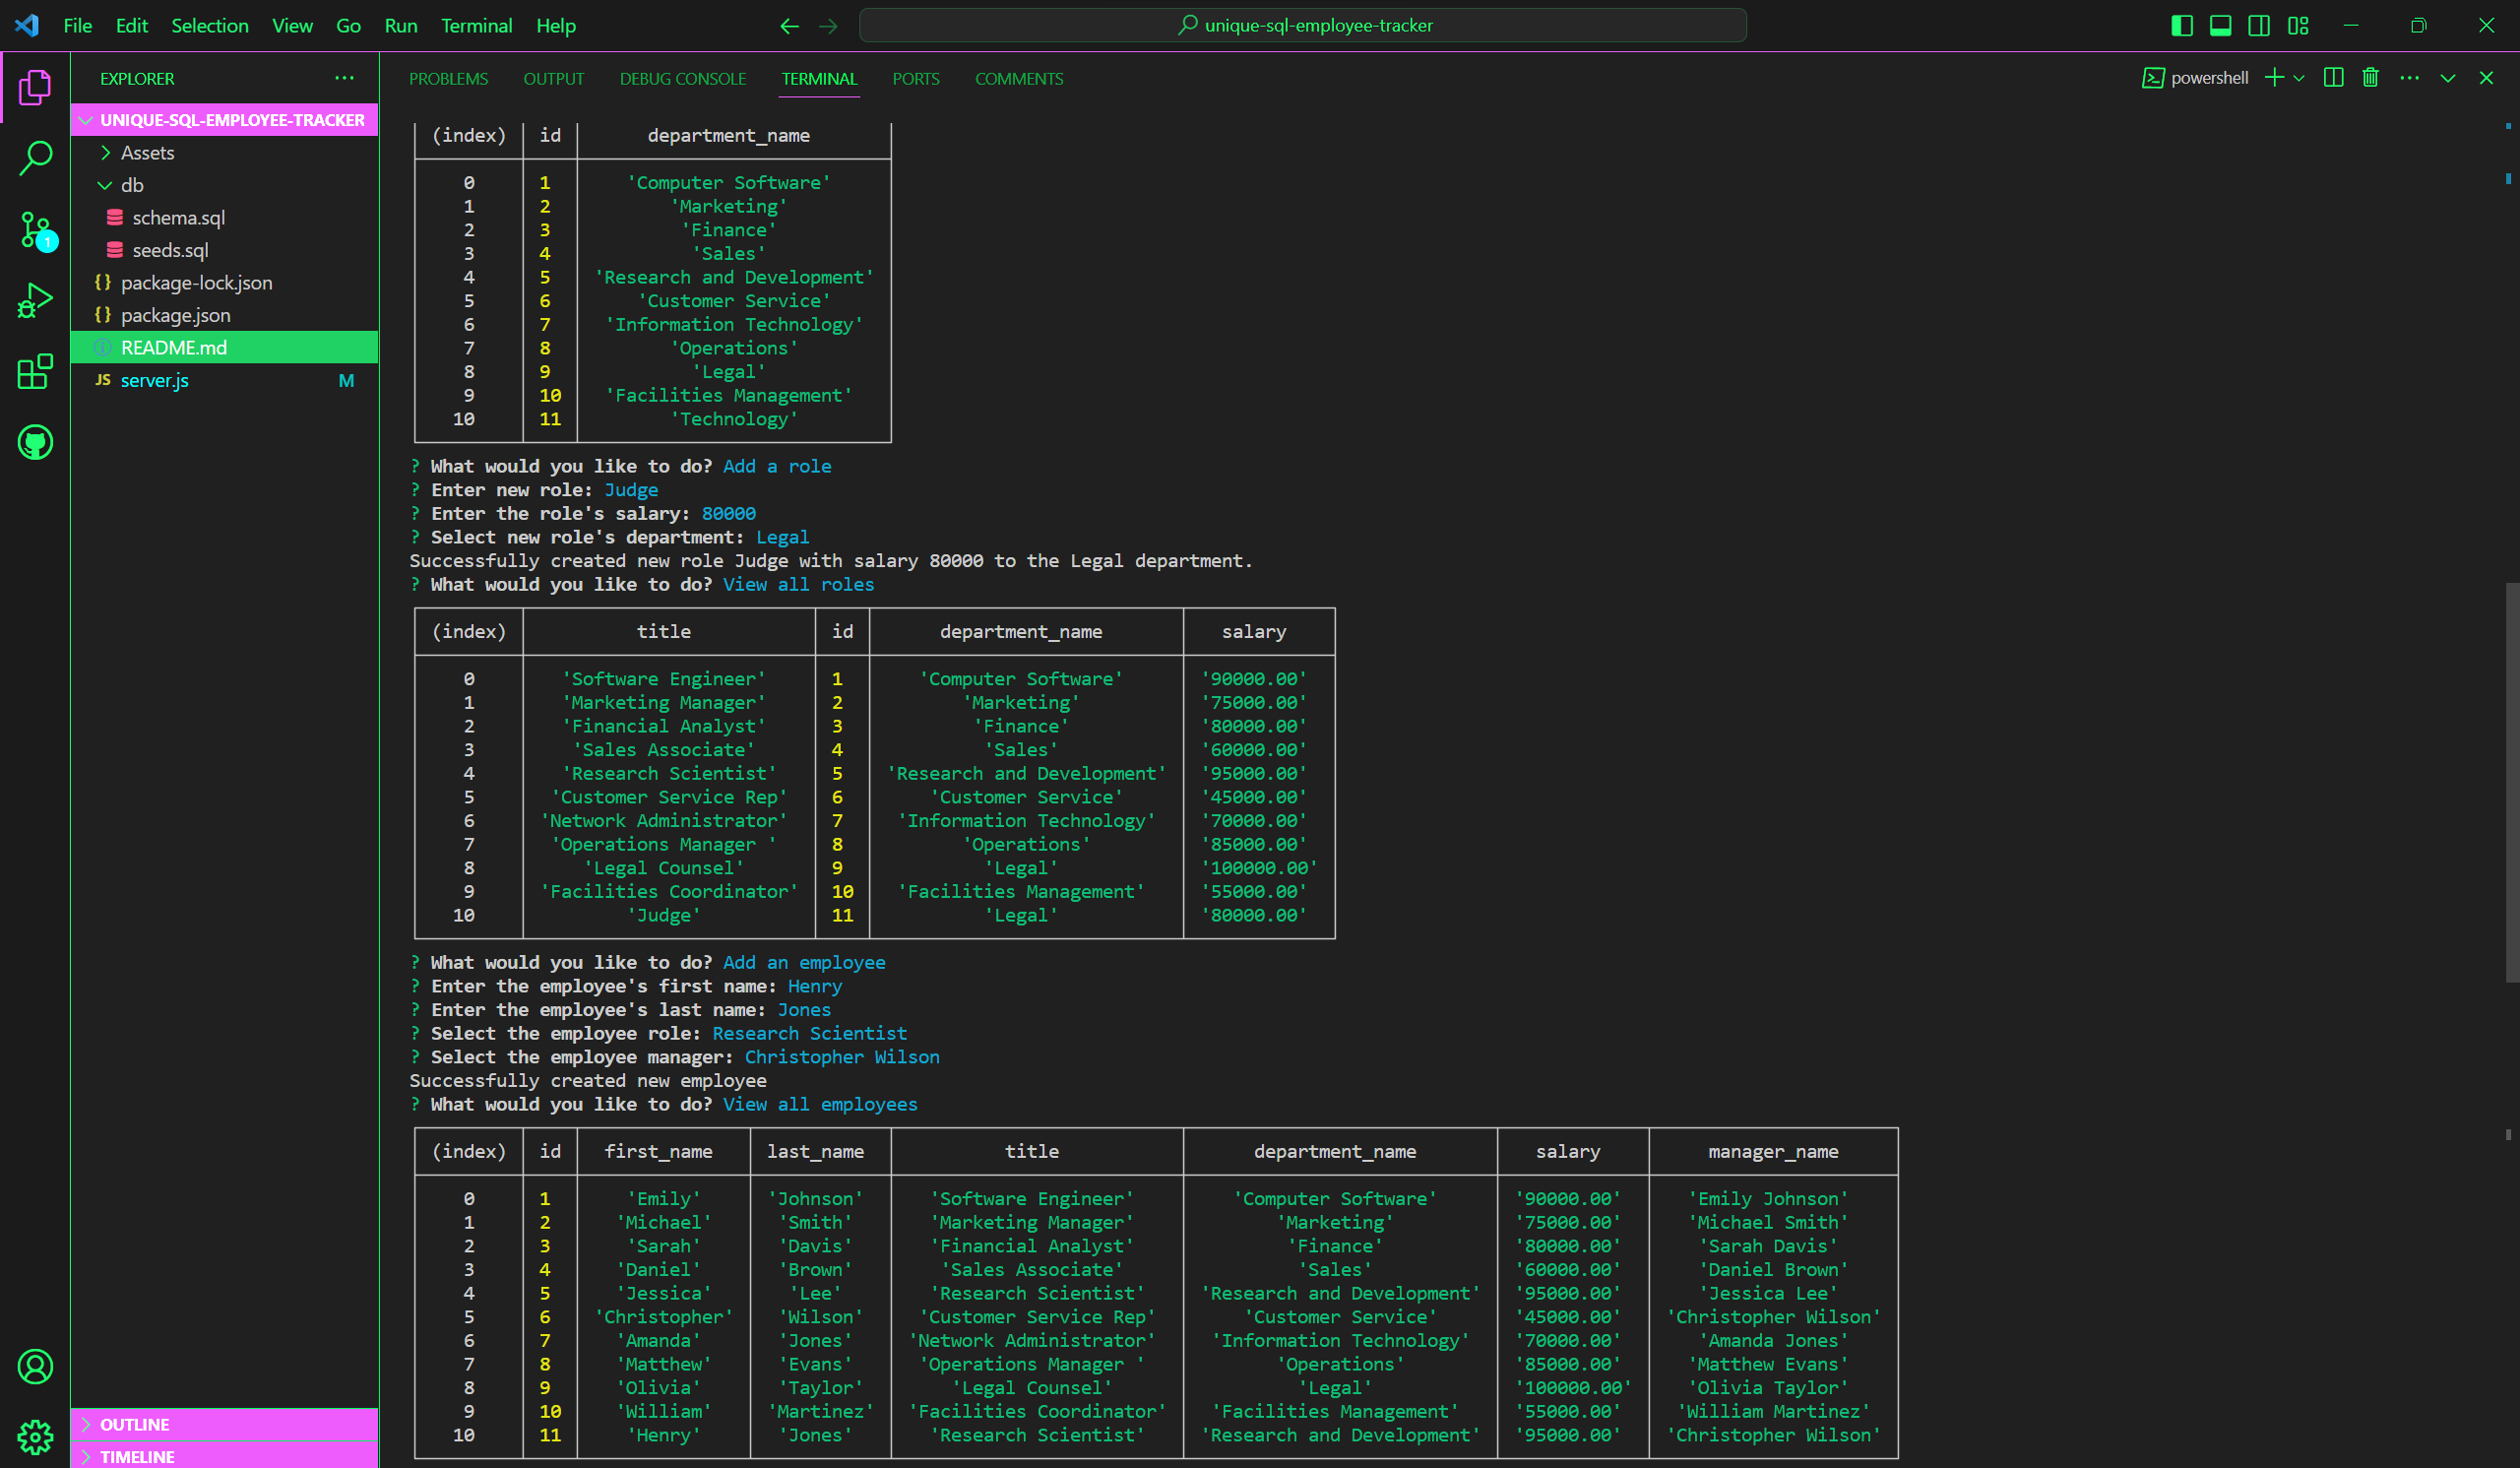 File Edit Selection View Go Run Terminal Help
unique-sql-employee-tracker
EXPLORER
UNIQUE-SQL-EMPLOYEE-TRACKER
Assets
db
schema.sql
seeds.sql
{} package-lock.json
{} package.json
README.md
JS server.js M
1
OUTLINE
TIMELINE
PROBLEMS OUTPUT DEBUG CONSOLE TERMINAL PORTS COMMENTS
powershell
(index) id department_name
0 1 'Computer Software'
1 2 'Marketing'
2 3 'Finance'
3 4 'Sales'
4 5 'Research and Development'
5 6 'Customer Service'
6 7 'Information Technology'
7 8 'Operations'
8 9 'Legal'
9 10 'Facilities Management'
10 11 'Technology'
? What would you like to do? Add a role
? Enter new role: Judge
? Enter the role's salary: 80000
? Select new role's department: Legal
Successfully created new role Judge with salary 80000 to the Legal department.
? What would you like to do? View all roles
(index) title id department_name salary
0 'Software Engineer' 1 'Computer Software' '90000.00'
1 'Marketing Manager' 2 'Marketing' '75000.00'
2 'Financial Analyst' 3 'Finance' '80000.00'
3 'Sales Associate' 4 'Sales' '60000.00'
4 'Research Scientist' 5 'Research and Development' '95000.00'
5 'Customer Service Rep' 6 'Customer Service' '45000.00'
6 'Network Administrator' 7 'Information Technology' '70000.00'
7 'Operations Manager ' 8 'Operations' '85000.00'
8 'Legal Counsel' 9 'Legal' '100000.00'
9 'Facilities Coordinator' 10 'Facilities Management' '55000.00'
10 'Judge' 11 'Legal' '80000.00'
? What would you like to do? Add an employee
? Enter the employee's first name: Henry
? Enter the employee's last name: Jones
? Select the employee role: Research Scientist
? Select the employee manager: Christopher Wilson
Successfully created new employee
? What would you like to do? View all employees
(index) id first_name last_name title department_name salary manager_name
0 1 'Emily' 'Johnson' 'Software Engineer' 'Computer Software' '90000.00' 'Emily Johnson'
1 2 'Michael' 'Smith' 'Marketing Manager' 'Marketing' '75000.00' 'Michael Smith'
2 3 'Sarah' 'Davis' 'Financial Analyst' 'Finance' '80000.00' 'Sarah Davis'
3 4 'Daniel' 'Brown' 'Sales Associate' 'Sales' '60000.00' 'Daniel Brown'
4 5 'Jessica' 'Lee' 'Research Scientist' 'Research and Development' '95000.00' 'Jessica Lee'
5 6 'Christopher' 'Wilson' 'Customer Service Rep' 'Customer Service' '45000.00' 'Christopher Wilson'
6 7 'Amanda' 'Jones' 'Network Administrator' 'Information Technology' '70000.00' 'Amanda Jones'
7 8 'Matthew' 'Evans' 'Operations Manager ' 'Operations' '85000.00' 'Matthew Evans'
8 9 'Olivia' 'Taylor' 'Legal Counsel' 'Legal' '100000.00' 'Olivia Taylor'
9 10 'William' 'Martinez' 'Facilities Coordinator' 'Facilities Management' '55000.00' 'William Martinez'
10 11 'Henry' 'Jones' 'Research Scientist' 'Research and Development' '95000.00' 'Christopher Wilson'